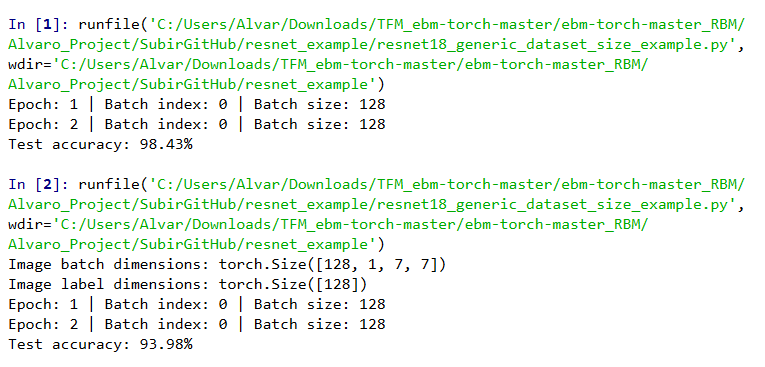 In [1]: runfile('C:/Users/Alvar/Downloads/TFM_ebm-torch-master/ebm-torch-master_RBM/
Alvaro_Project/SubirGitHub/resnet_example/resnet18_generic_dataset_size_example.py',
wdir='C:/Users/Alvar/Downloads/TFM_ebm-torch-master/ebm-torch-master_RBM/
Alvaro_Project/SubirGitHub/resnet_example')
Epoch: 1 | Batch index: 0 | Batch size: 128
Epoch: 2 | Batch index: 0 | Batch size: 128
Test accuracy: 98.43%
In [2]: runfile('C:/Users/Alvar/Downloads/TFM_ebm-torch-master/ebm-torch-master_RBM/
Alvaro_Project/SubirGitHub/resnet_example/resnet18_generic_dataset_size_example.py',
wdir='C:/Users/Alvar/Downloads/TFM_ebm-torch-master/ebm-torch-master_RBM/
Alvaro_Project/SubirGitHub/resnet_example')
Image batch dimensions: torch.Size([128, 1, 7, 7])
Image label dimensions: torch.Size([128])
Epoch: 1 | Batch index: 0 | Batch size: 128
Epoch: 2 | Batch index: 0 | Batch size: 128
Test accuracy: 93.98%